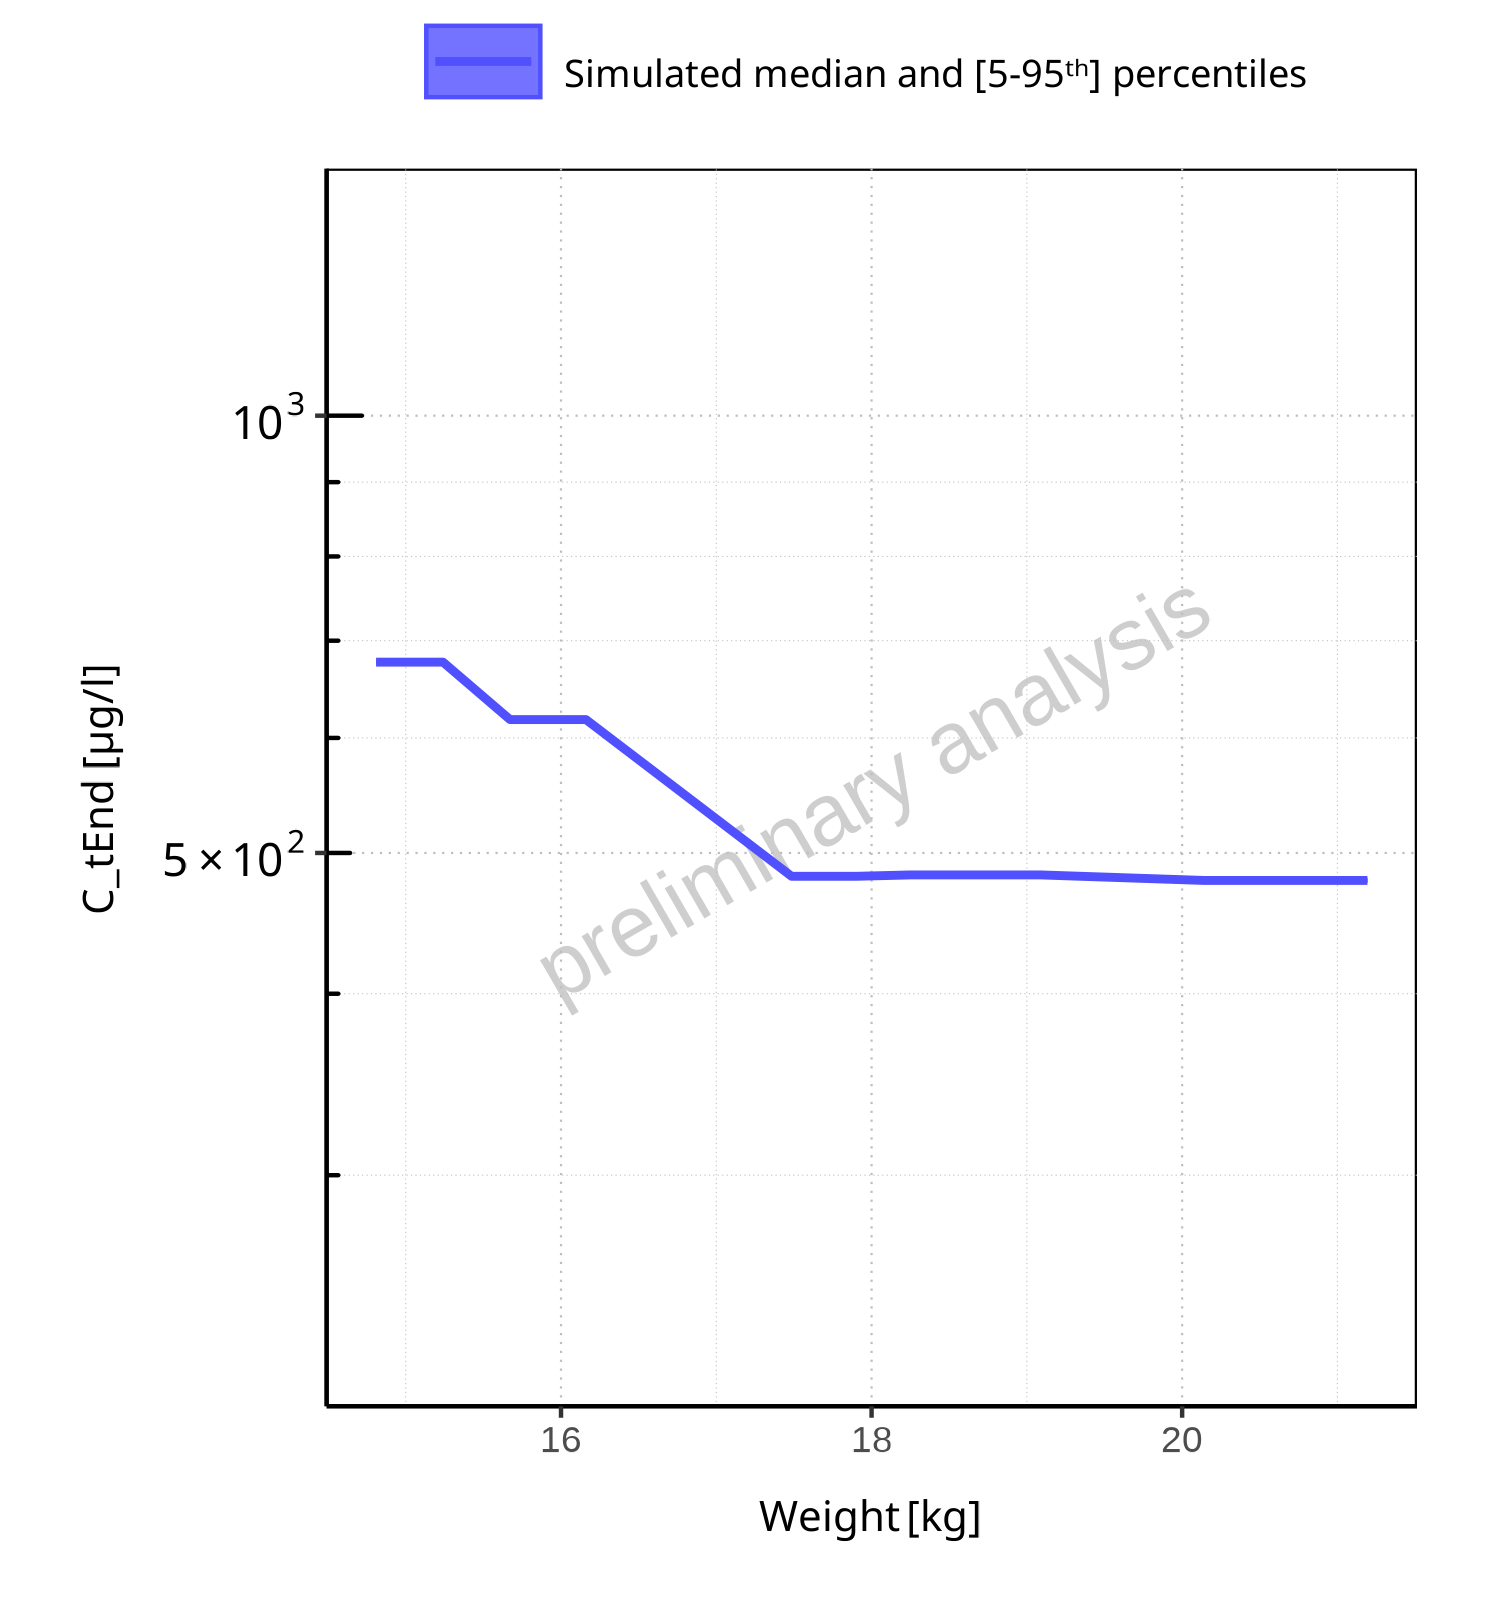 Simulated median and [5-95ᵗʰ] percentiles
10³
C_tEnd [µg/l]
5 × 10²
preliminary analysis
16 18 20
Weight [kg]